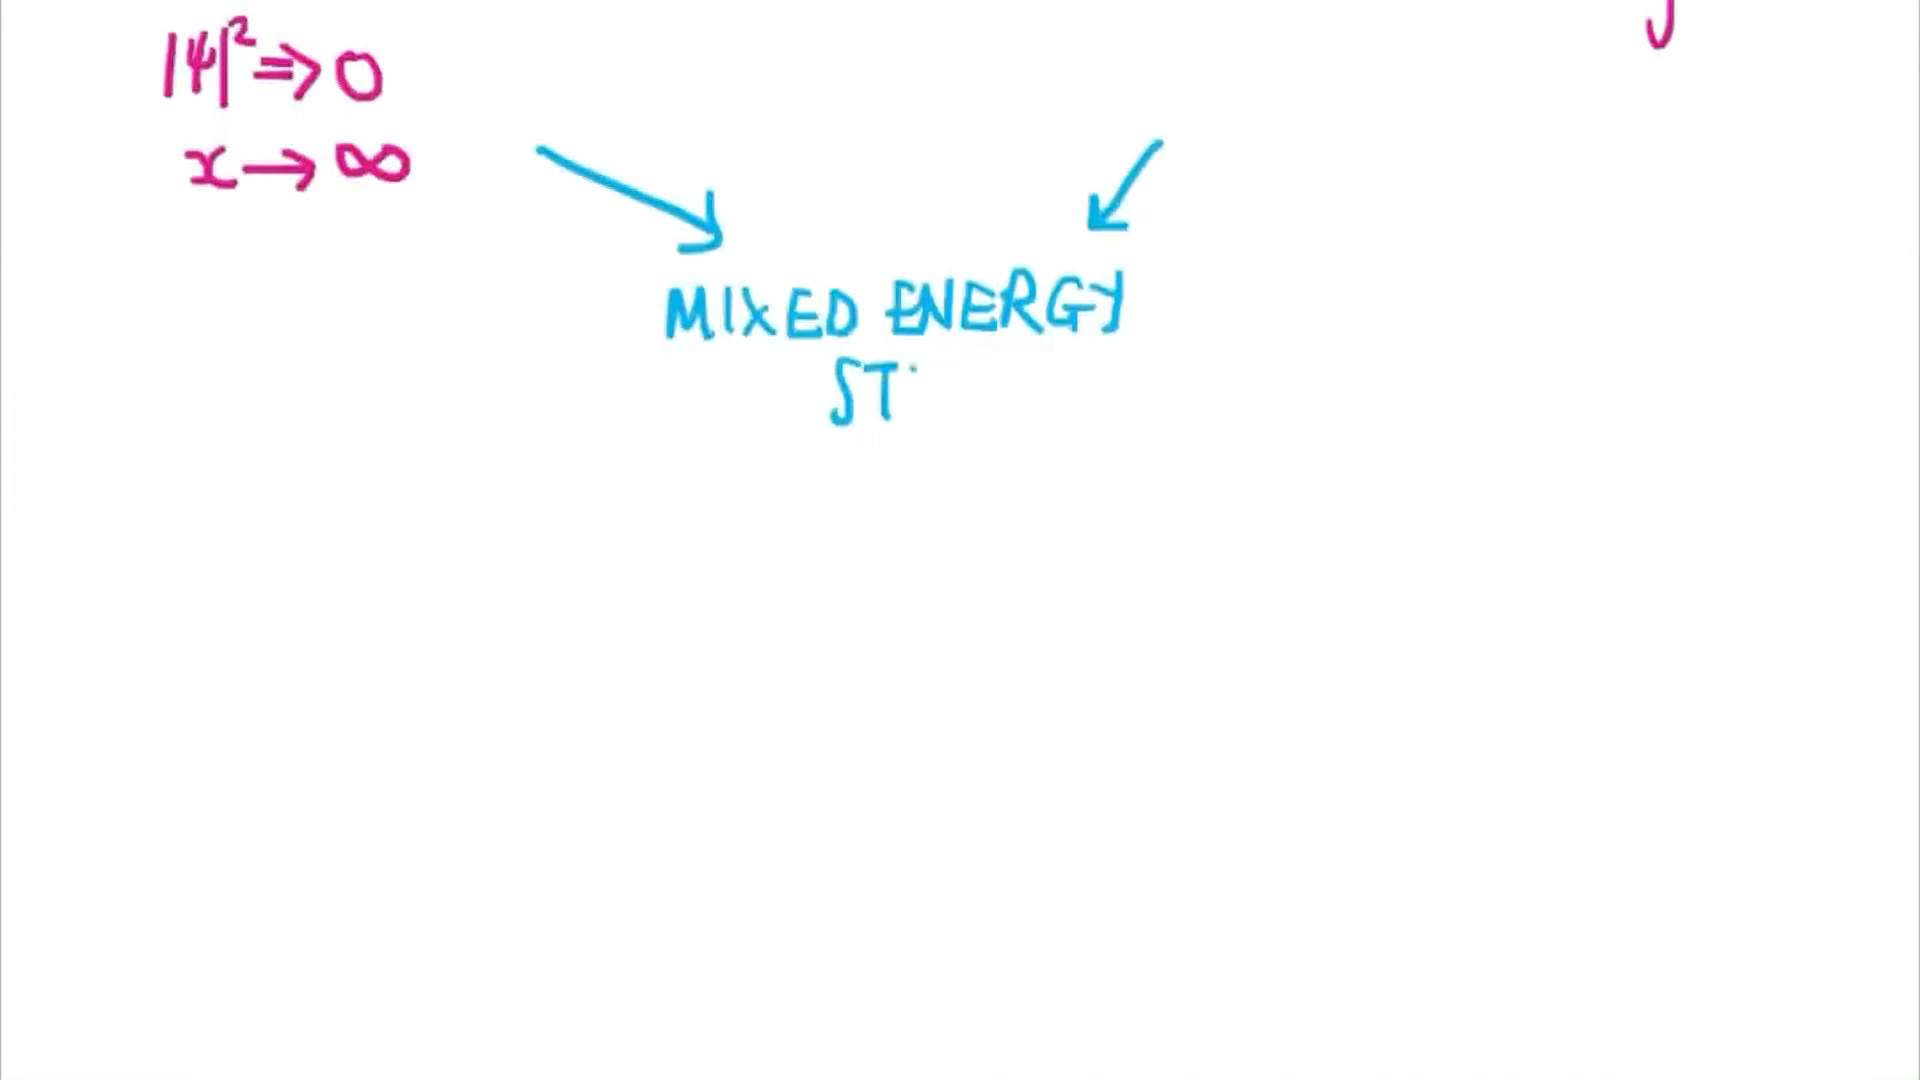 |ψ|² ⇒ 0
x → ∞
MIXED ENERGY
ST